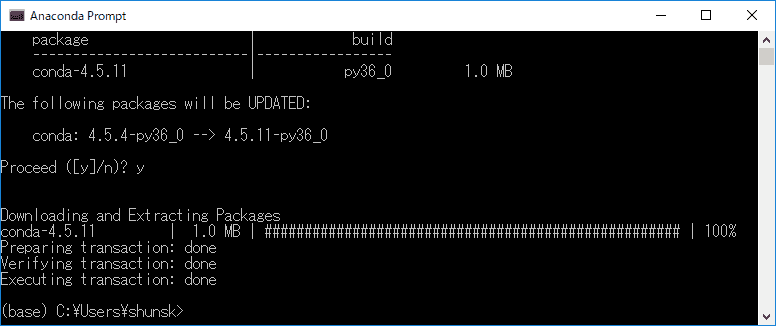 Anaconda Prompt
package | build
---------------------------|-----------------
conda-4.5.11 | py36_0 1.0 MB
The following packages will be UPDATED:
conda: 4.5.4-py36_0 --> 4.5.11-py36_0
Proceed ([y]/n)? y
Downloading and Extracting Packages
conda-4.5.11 | 1.0 MB | #################################################### | 100%
Preparing transaction: done
Verifying transaction: done
Executing transaction: done
(base) C:¥Users¥shunsk>